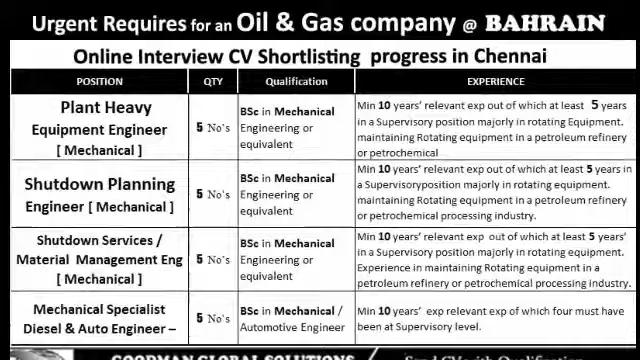 Urgent Requires for an Oil & Gas company @ BAHRAIN
Online Interview CV Shortlisting progress in Chennai
POSITION QTY Qualification EXPERIENCE
Plant Heavy
Equipment Engineer
[ Mechanical ]
5 No's
BSc in Mechanical
Engineering or
equivalent
Min 10 years' relevant exp out of which at least 5 years
in a Supervisory position majorly in rotating Equipment.
maintaining Rotating equipment in a petroleum refinery
or petrochemical
Shutdown Planning
Engineer [ Mechanical ]
5 No's
BSc in Mechanical
Engineering or
equivalent
Min 10 years' relevant exp out of which at least 5 years in
a Supervisoryposition majorly in rotating equipment.
maintaining Rotating equipment in a petroleum refinery
or petrochemical processing industry.
Shutdown Services /
Material Management Eng
[ Mechanical ]
5 No's
BSc in Mechanical
Engineering or
equivalent
Min 10 years' relevant exp out of which at least 5 years'
in a Supervisory position majorly in rotating equipment.
Experience in maintaining Rotating equipment in a
petroleum refinery or petrochemical processing industry.
Mechanical Specialist
Diesel & Auto Engineer –
5 No's
BSc in Mechanical /
Automotive Engineer
Min 10 years' exp relevant exp of which four must have
been at Supervisory level.
GOODMAN GLOBAL SOLUTIONS / Send CV with Qualification